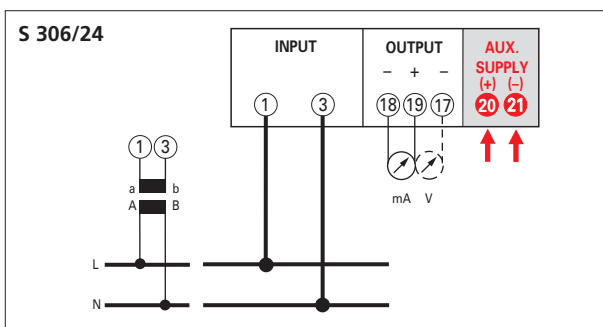 S 306/24
INPUT
OUTPUT
AUX.
SUPPLY
– + –
(+) (–)
1 3
18 19 17
20 21
1 3
a b
A B
mA V
L
N